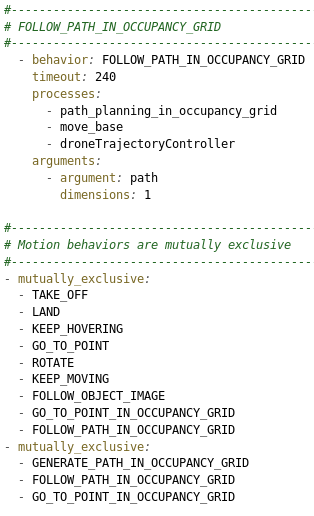 #-------------------------------------------
# FOLLOW_PATH_IN_OCCUPANCY_GRID
#-------------------------------------------
  - behavior: FOLLOW_PATH_IN_OCCUPANCY_GRID
    timeout: 240
    processes:
      - path_planning_in_occupancy_grid
      - move_base
      - droneTrajectoryController
    arguments:
      - argument: path
        dimensions: 1

#-------------------------------------------
# Motion behaviors are mutually exclusive
#-------------------------------------------
- mutually_exclusive:
  - TAKE_OFF
  - LAND
  - KEEP_HOVERING
  - GO_TO_POINT
  - ROTATE
  - KEEP_MOVING
  - FOLLOW_OBJECT_IMAGE
  - GO_TO_POINT_IN_OCCUPANCY_GRID
  - FOLLOW_PATH_IN_OCCUPANCY_GRID
- mutually_exclusive:
  - GENERATE_PATH_IN_OCCUPANCY_GRID
  - FOLLOW_PATH_IN_OCCUPANCY_GRID
  - GO_TO_POINT_IN_OCCUPANCY_GRID